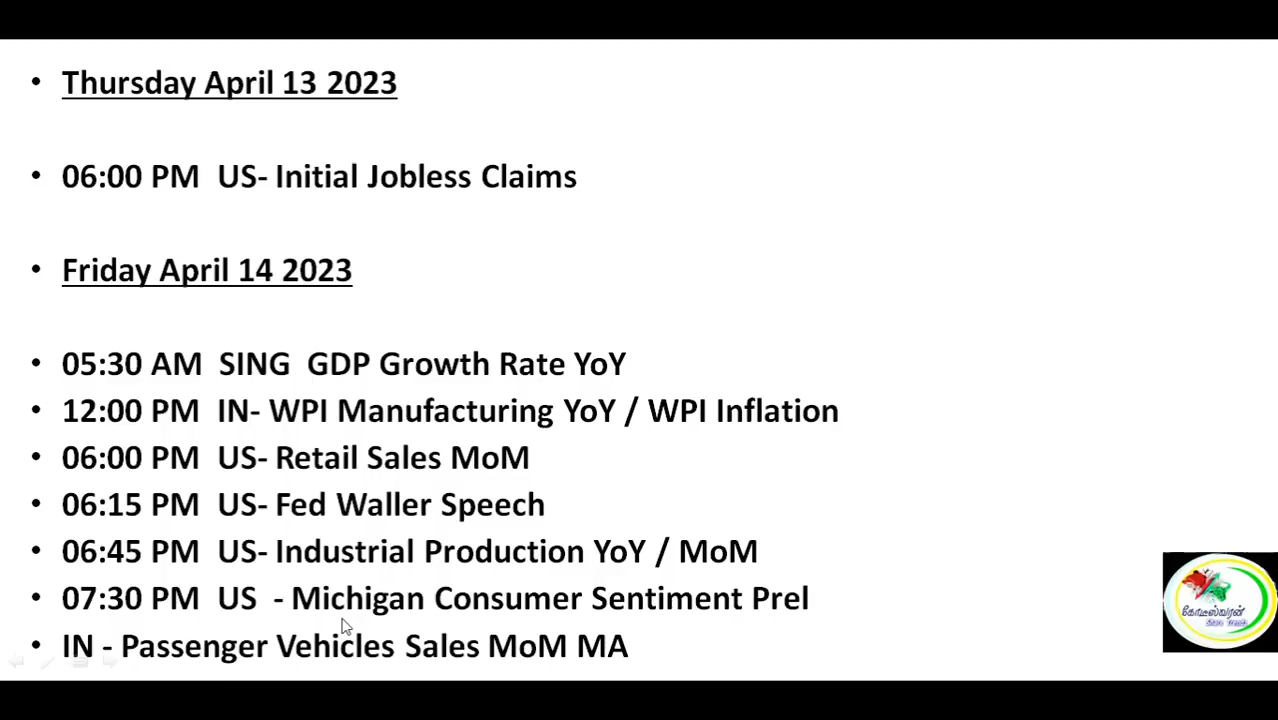 • Thursday April 13 2023
• 06:00 PM  US- Initial Jobless Claims
• Friday April 14 2023
• 05:30 AM  SING  GDP Growth Rate YoY
• 12:00 PM  IN- WPI Manufacturing YoY / WPI Inflation
• 06:00 PM  US- Retail Sales MoM
• 06:15 PM  US- Fed Waller Speech
• 06:45 PM  US- Industrial Production YoY / MoM
• 07:30 PM  US  - Michigan Consumer Sentiment Prel
• IN - Passenger Vehicles Sales MoM MA
கோடீஸ்வரன்